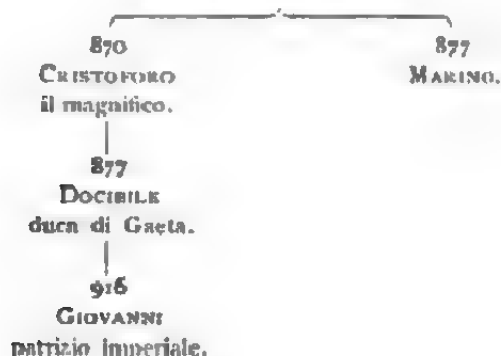 870
CRISTOFORO
il magnifico.
877
MARINO.
877
DOCIBILE
duca di Gaeta.
916
GIOVANNI
patrizio imperiale.